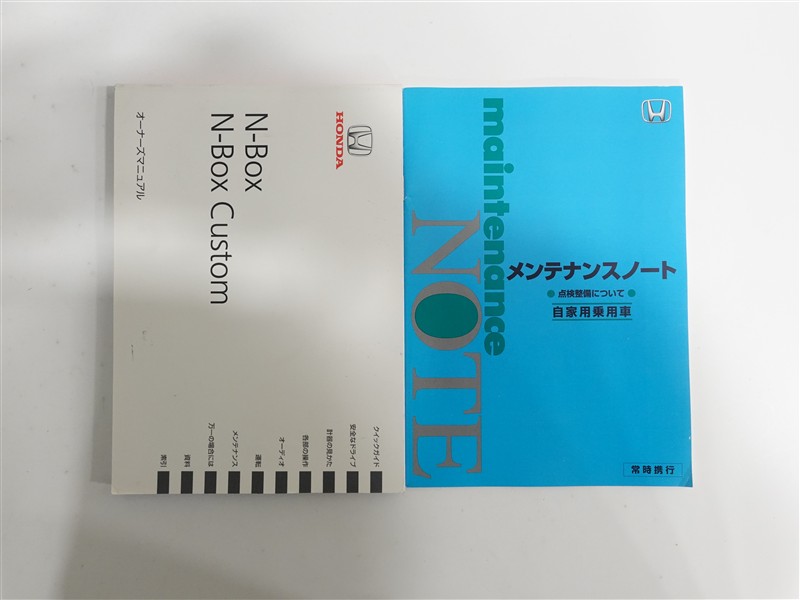 HONDA
N-Box
N-Box Custom
オーナーズマニュアル
クイックガイド
安全なドライブ
計器の見かた
各部の操作
オーディオ
運転
メンテナンス
万一の場合には
資料
索引
maintenance
NOTE
メンテナンスノート
点検整備について
自家用乗用車
常時携行